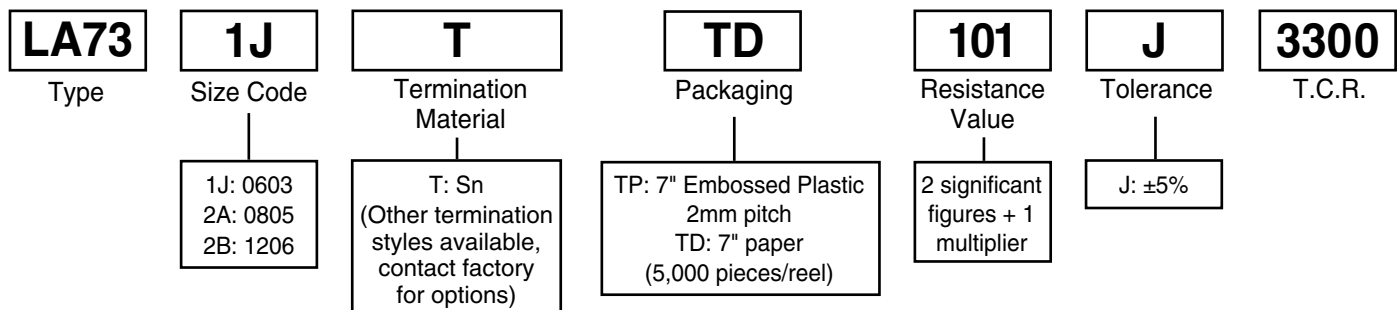 LA73 1J T TD 101 J 3300
Type Size Code Termination Material Packaging Resistance Value Tolerance T.C.R.
1J: 0603
2A: 0805
2B: 1206
T: Sn
(Other termination
styles available,
contact factory
for options)
TP: 7" Embossed Plastic
2mm pitch
TD: 7" paper
(5,000 pieces/reel)
2 significant
figures + 1
multiplier
J: ±5%